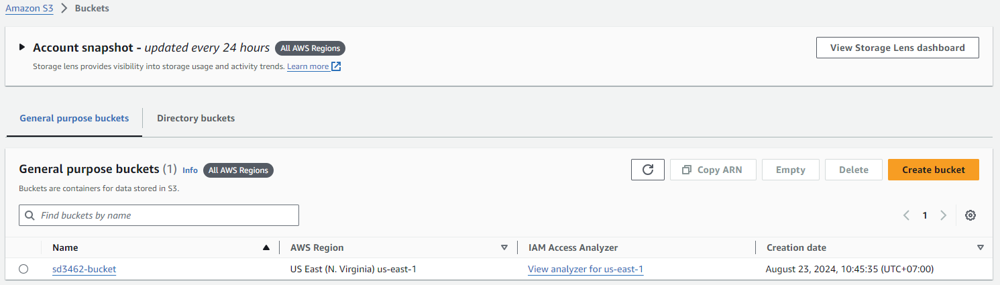 Amazon S3 > Buckets
Account snapshot - updated every 24 hours All AWS Regions View Storage Lens dashboard
Storage lens provides visibility into storage usage and activity trends. Learn more
General purpose buckets Directory buckets
General purpose buckets (1) Info All AWS Regions Copy ARN Empty Delete Create bucket
Buckets are containers for data stored in S3.
Find buckets by name 1
Name AWS Region IAM Access Analyzer Creation date
sd3462-bucket US East (N. Virginia) us-east-1 View analyzer for us-east-1 August 23, 2024, 10:45:35 (UTC+07:00)